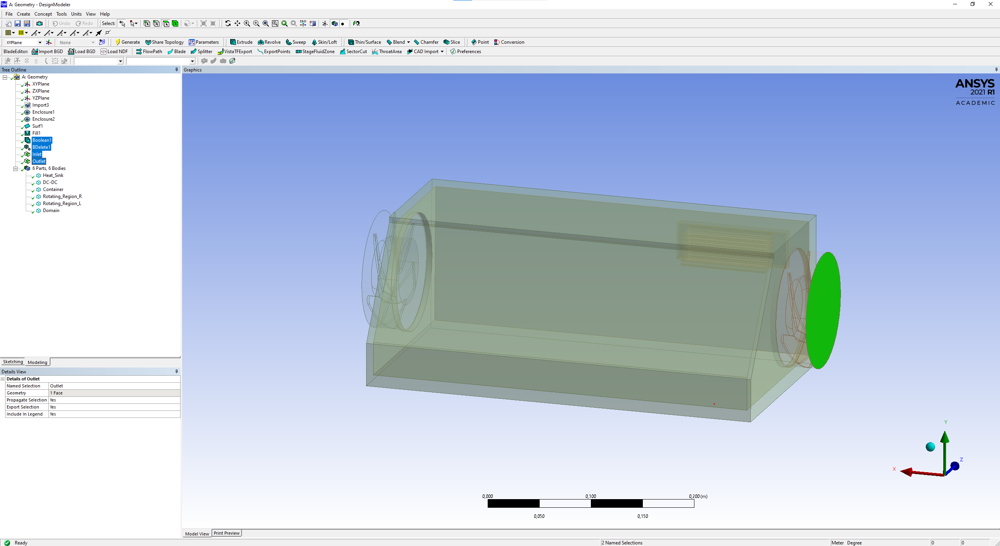 A: Geometry - DesignModeler
File Create Concept Tools Units View Help
Undo Redo Select: ISO
XYPlane None Generate Share Topology Parameters Extrude Revolve Sweep Skin/Loft Thin/Surface Blend Chamfer Slice Point Conversion
BladeEditor: Import BGD Load BGD Load NDF FlowPath Blade Splitter VistaTFExport ExportPoints StageFluidZone SectorCut ThroatArea CAD Import Preferences
Tree Outline
A: Geometry
XYPlane
ZXPlane
YZPlane
Import3
Enclosure1
Enclosure2
Surf1
Fill1
Boolean1
BDelete1
Inlet
Outlet
6 Parts, 6 Bodies
Heat_Sink
DC-DC
Container
Rotating_Region_R
Rotating_Region_L
Domain
Sketching Modeling
Details View
Details of Outlet
Named Selection Outlet
Geometry 1 Face
Propagate Selection Yes
Export Selection Yes
Include In Legend Yes
Graphics
ANSYS
2021 R1
ACADEMIC
Y
Z
X
0,000 0,100 0,200 (m)
0,050 0,150
Model View Print Preview
Ready 2 Named Selections Meter Degree 0 0